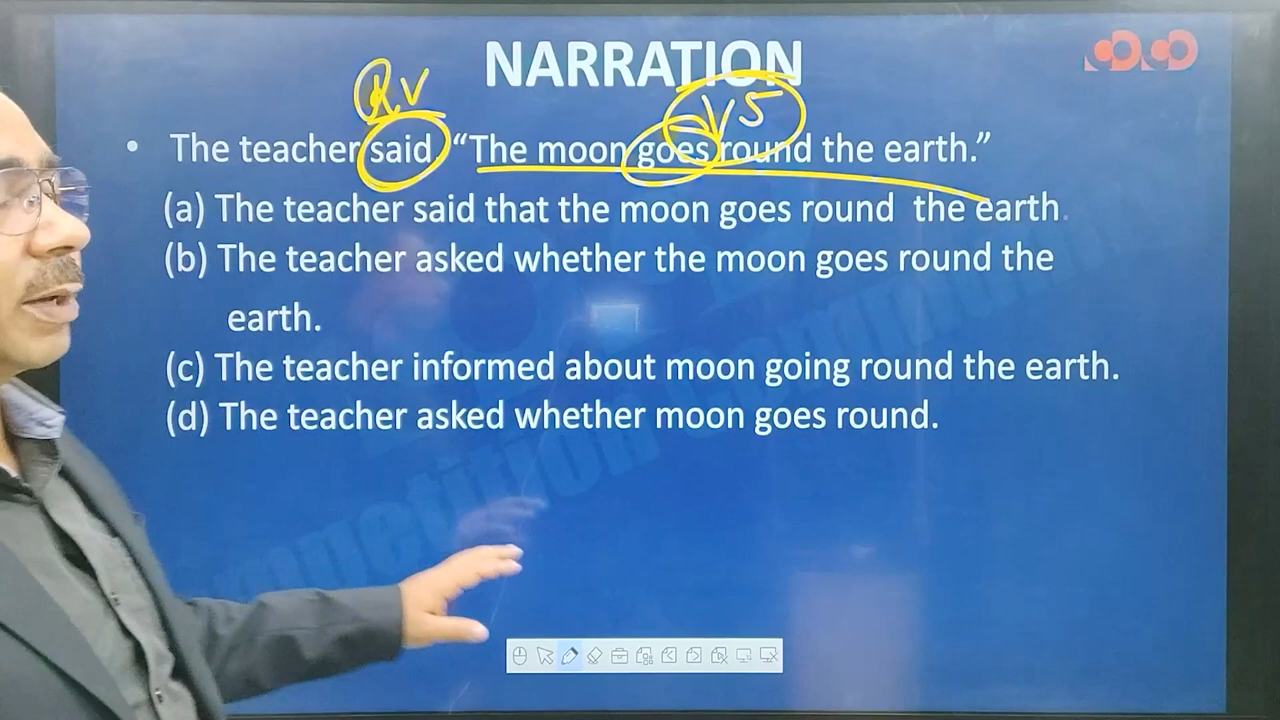 NARRATION
R.V
V5
• The teacher said, “The moon goes round the earth.”
(a) The teacher said that the moon goes round the earth.
(b) The teacher asked whether the moon goes round the
earth.
(c) The teacher informed about moon going round the earth.
(d) The teacher asked whether moon goes round.